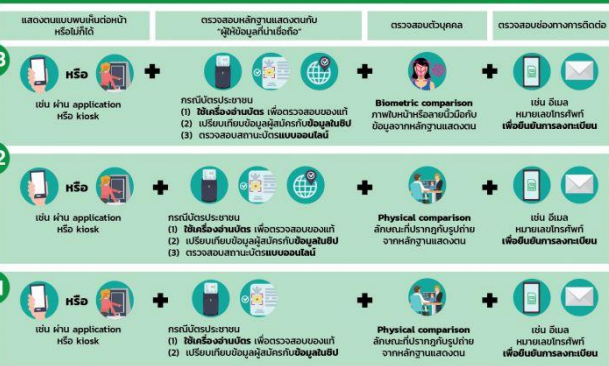 แสดงตนแบบพบเห็นต่อหน้า
หรือไม่ก็ได้
ตรวจสอบหลักฐานแสดงตนกับ
"ผู้ให้ข้อมูลที่น่าเชื่อถือ"
ตรวจสอบตัวบุคคล
ตรวจสอบช่องทางการติดต่อ
3
หรือ
เช่น ผ่าน application
หรือ kiosk
กรณีบัตรประชาชน
(1) ใช้เครื่องอ่านบัตร เพื่อตรวจสอบของแท้
(2) เปรียบเทียบข้อมูลผู้สมัครกับข้อมูลในชิป
(3) ตรวจสอบสถานะบัตรแบบออนไลน์
Biometric comparison
ภาพใบหน้าหรือลายนิ้วมือกับ
ข้อมูลจากหลักฐานแสดงตน
เช่น อีเมล
หมายเลขโทรศัพท์
เพื่อยืนยันการลงทะเบียน
2
หรือ
เช่น ผ่าน application
หรือ kiosk
กรณีบัตรประชาชน
(1) ใช้เครื่องอ่านบัตร เพื่อตรวจสอบของแท้
(2) เปรียบเทียบข้อมูลผู้สมัครกับข้อมูลในชิป
(3) ตรวจสอบสถานะบัตรแบบออนไลน์
Physical comparison
ลักษณะที่ปรากฏกับรูปถ่าย
จากหลักฐานแสดงตน
เช่น อีเมล
หมายเลขโทรศัพท์
เพื่อยืนยันการลงทะเบียน
1
หรือ
เช่น ผ่าน application
หรือ kiosk
กรณีบัตรประชาชน
(1) ใช้เครื่องอ่านบัตร เพื่อตรวจสอบของแท้
(2) เปรียบเทียบข้อมูลผู้สมัครกับข้อมูลในชิป
Physical comparison
ลักษณะที่ปรากฏกับรูปถ่าย
จากหลักฐานแสดงตน
เช่น อีเมล
หมายเลขโทรศัพท์
เพื่อยืนยันการลงทะเบียน